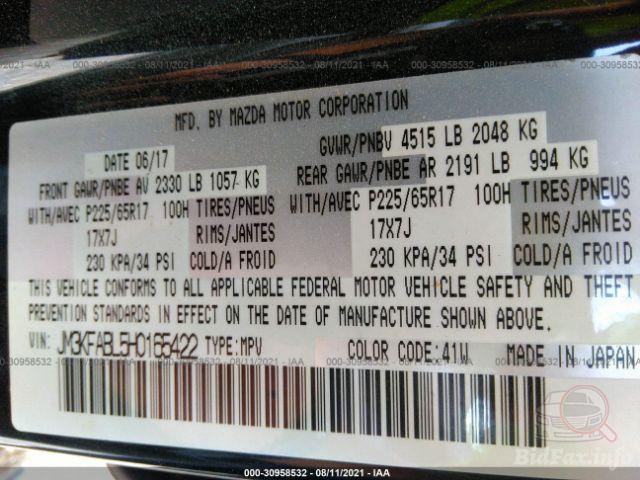 000-30958532 - 08/11/2021 - IAA
MFD. BY MAZDA MOTOR CORPORATION
DATE 06/17
GVWR/PNBV 4515 LB 2048 KG
FRONT GAWR/PNBE AV 2330 LB 1057 KG
REAR GAWR/PNBE AR 2191 LB 994 KG
WITH/AVEC P225/65R17 100H TIRES/PNEUS
WITH/AVEC P225/65R17 100H TIRES/PNEUS
17X7J RIMS/JANTES
17X7J RIMS/JANTES
230 KPA/34 PSI COLD/A FROID
230 KPA/34 PSI COLD/A FROID
THIS VEHICLE CONFORMS TO ALL APPLICABLE FEDERAL MOTOR VEHICLE SAFETY AND THEFT
PREVENTION STANDARDS IN EFFECT ON THE DATE OF MANUFACTURE SHOWN ABOVE.
VIN: JM3KFABL5H0165422 TYPE:MPV COLOR CODE:41W MADE IN JAPAN
000-30958532 - 08/11/2021 - IAA
BidFax.info